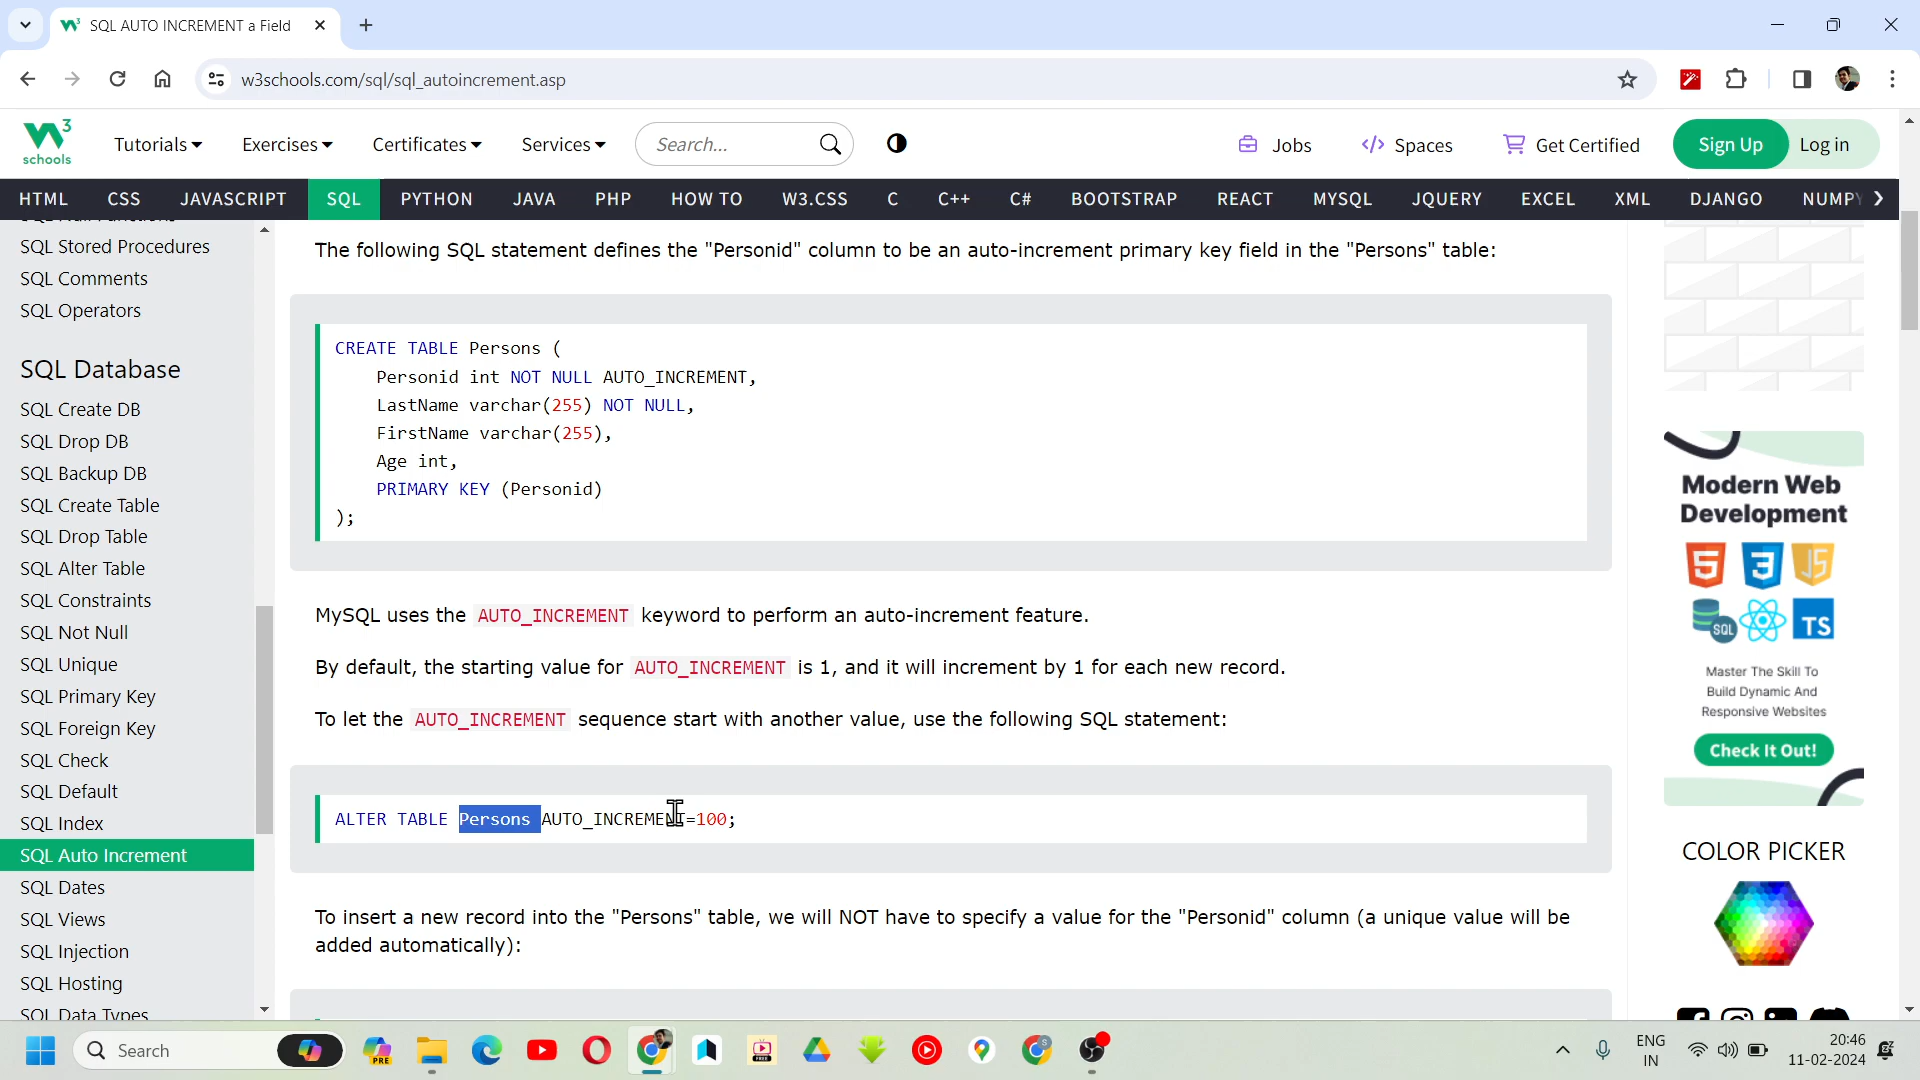 SQL AUTO INCREMENT a Field
w3schools.com/sql/sql_autoincrement.asp
W3 schools
Tutorials Exercises Certificates Services Search... Jobs Spaces Get Certified Sign Up Log in
HTML CSS JAVASCRIPT SQL PYTHON JAVA PHP HOW TO W3.CSS C C++ C# BOOTSTRAP REACT MYSQL JQUERY EXCEL XML DJANGO NUMPY
SQL Stored Procedures
SQL Comments
SQL Operators
SQL Database
SQL Create DB
SQL Drop DB
SQL Backup DB
SQL Create Table
SQL Drop Table
SQL Alter Table
SQL Constraints
SQL Not Null
SQL Unique
SQL Primary Key
SQL Foreign Key
SQL Check
SQL Default
SQL Index
SQL Auto Increment
SQL Dates
SQL Views
SQL Injection
SQL Hosting
SQL Data Types
The following SQL statement defines the "Personid" column to be an auto-increment primary key field in the "Persons" table:
CREATE TABLE Persons (
    Personid int NOT NULL AUTO_INCREMENT,
    LastName varchar(255) NOT NULL,
    FirstName varchar(255),
    Age int,
    PRIMARY KEY (Personid)
);
MySQL uses the AUTO_INCREMENT keyword to perform an auto-increment feature.
By default, the starting value for AUTO_INCREMENT is 1, and it will increment by 1 for each new record.
To let the AUTO_INCREMENT sequence start with another value, use the following SQL statement:
ALTER TABLE Persons AUTO_INCREMENT=100;
To insert a new record into the "Persons" table, we will NOT have to specify a value for the "Personid" column (a unique value will be
added automatically):
Modern Web
Development
5 3 JS
SQL TS
Master The Skill To
Build Dynamic And
Responsive Websites
Check It Out!
COLOR PICKER
Search
PRE
FREE
S
ENG
IN
20:46
11-02-2024